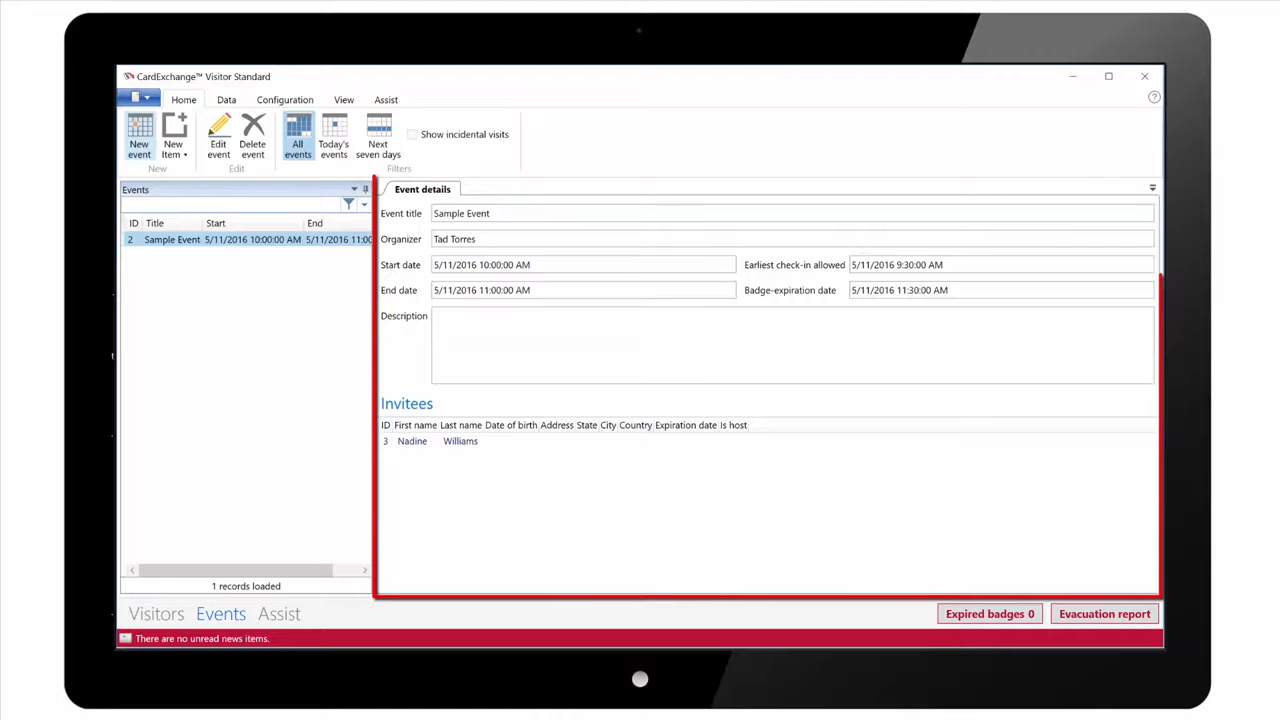 CardExchange™ Visitor Standard
Home Data Configuration View Assist
New event
New Item
Edit event
Delete event
All events
Today's events
Next seven days
Show incidental visits
New Edit Filters
Events
ID Title Start End
2 Sample Event 5/11/2016 10:00:00 AM 5/11/2016 11:00
1 records loaded
Event details
Event title Sample Event
Organizer Tad Torres
Start date 5/11/2016 10:00:00 AM Earliest check-in allowed 5/11/2016 9:30:00 AM
End date 5/11/2016 11:00:00 AM Badge-expiration date 5/11/2016 11:30:00 AM
Description
Invitees
ID First name Last name Date of birth Address State City Country Expiration date Is host
3 Nadine Williams
Visitors Events Assist
Expired badges 0 Evacuation report
There are no unread news items.